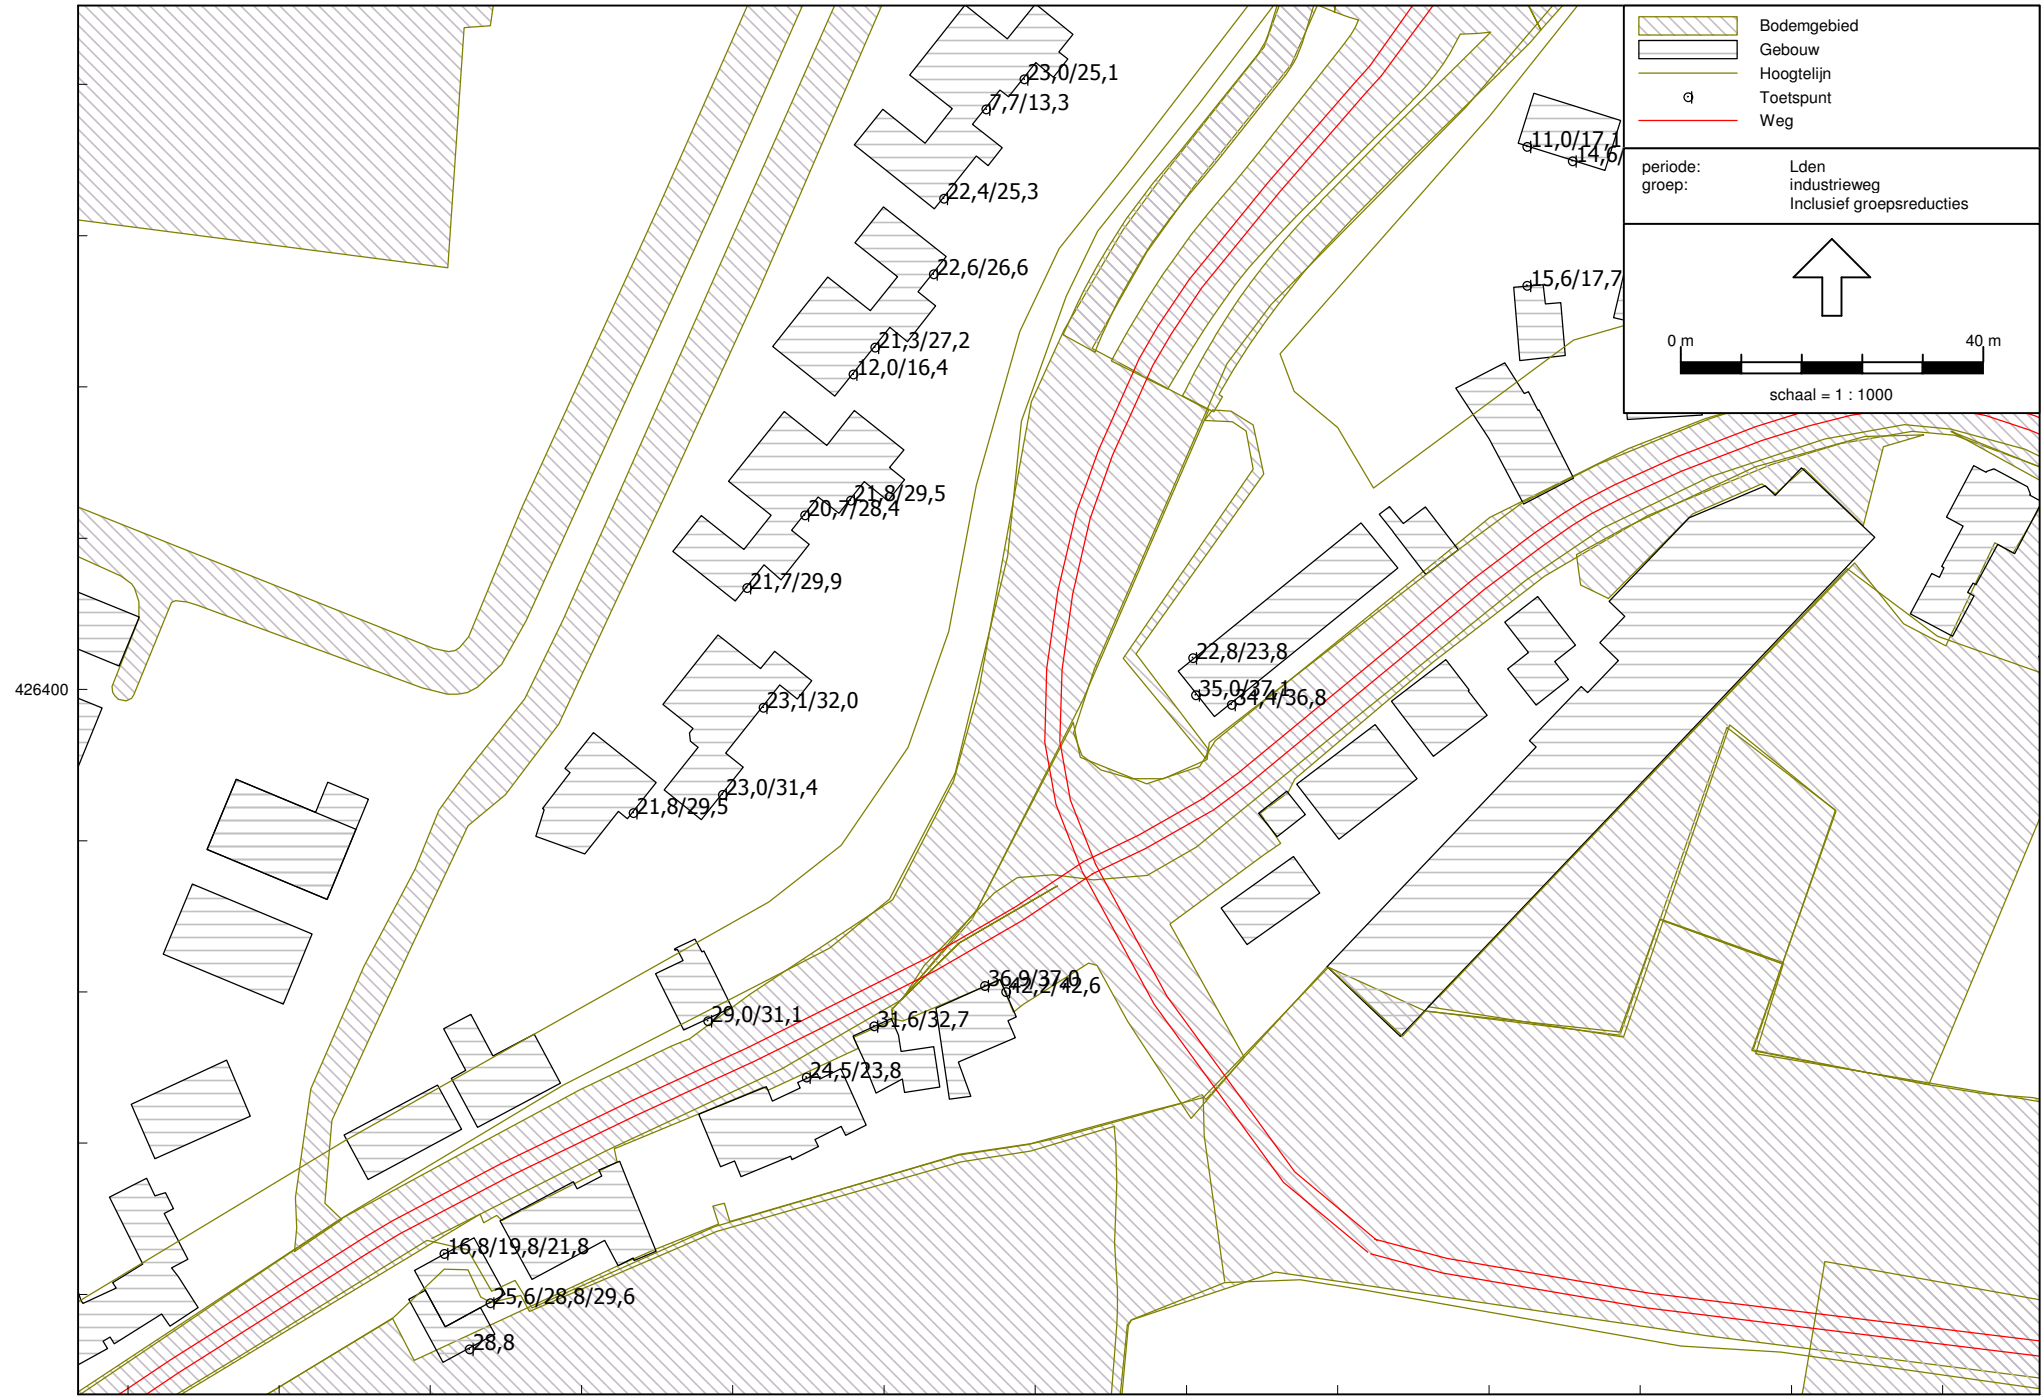 Bodemgebied
Gebouw
Hoogtelijn
Toetspunt
Weg
periode: Lden
groep: industrieweg
Inclusief groepsreducties
0 m 40 m
schaal = 1 : 1000
23,0/25,1
7,7/13,3
11,0/17,1
14,6/
22,4/25,3
22,6/26,6
15,6/17,7
21,3/27,2
12,0/16,4
21,8/29,5
20,7/28,4
21,7/29,9
22,8/23,8
426400
35,0/37,1
34,4/36,8
23,1/32,0
23,0/31,4
21,8/29,5
36,9/37,0
42,2/42,6
29,0/31,1
31,6/32,7
24,5/23,8
16,8/19,8/21,8
25,6/28,8/29,6
28,8